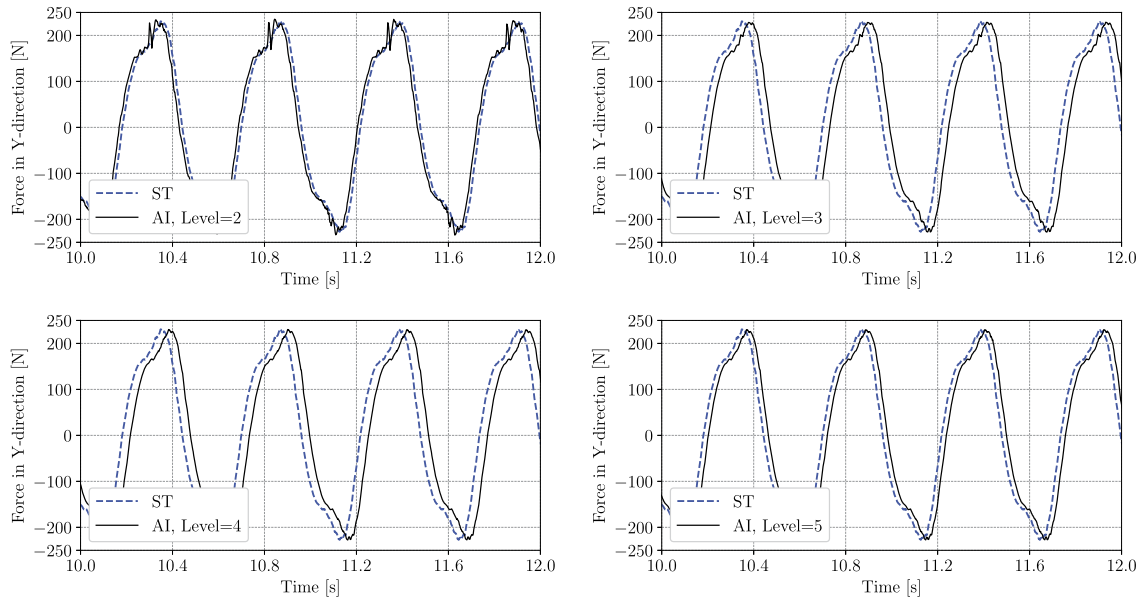 Force in Y-direction [N]
250
200
100
0
−100
−200
−250
ST
AI, Level=2
10.0 10.4 10.8 11.2 11.6 12.0
Time [s]
Force in Y-direction [N]
250
200
100
0
−100
−200
−250
ST
AI, Level=3
10.0 10.4 10.8 11.2 11.6 12.0
Time [s]
Force in Y-direction [N]
250
200
100
0
−100
−200
−250
ST
AI, Level=4
10.0 10.4 10.8 11.2 11.6 12.0
Time [s]
Force in Y-direction [N]
250
200
100
0
−100
−200
−250
ST
AI, Level=5
10.0 10.4 10.8 11.2 11.6 12.0
Time [s]